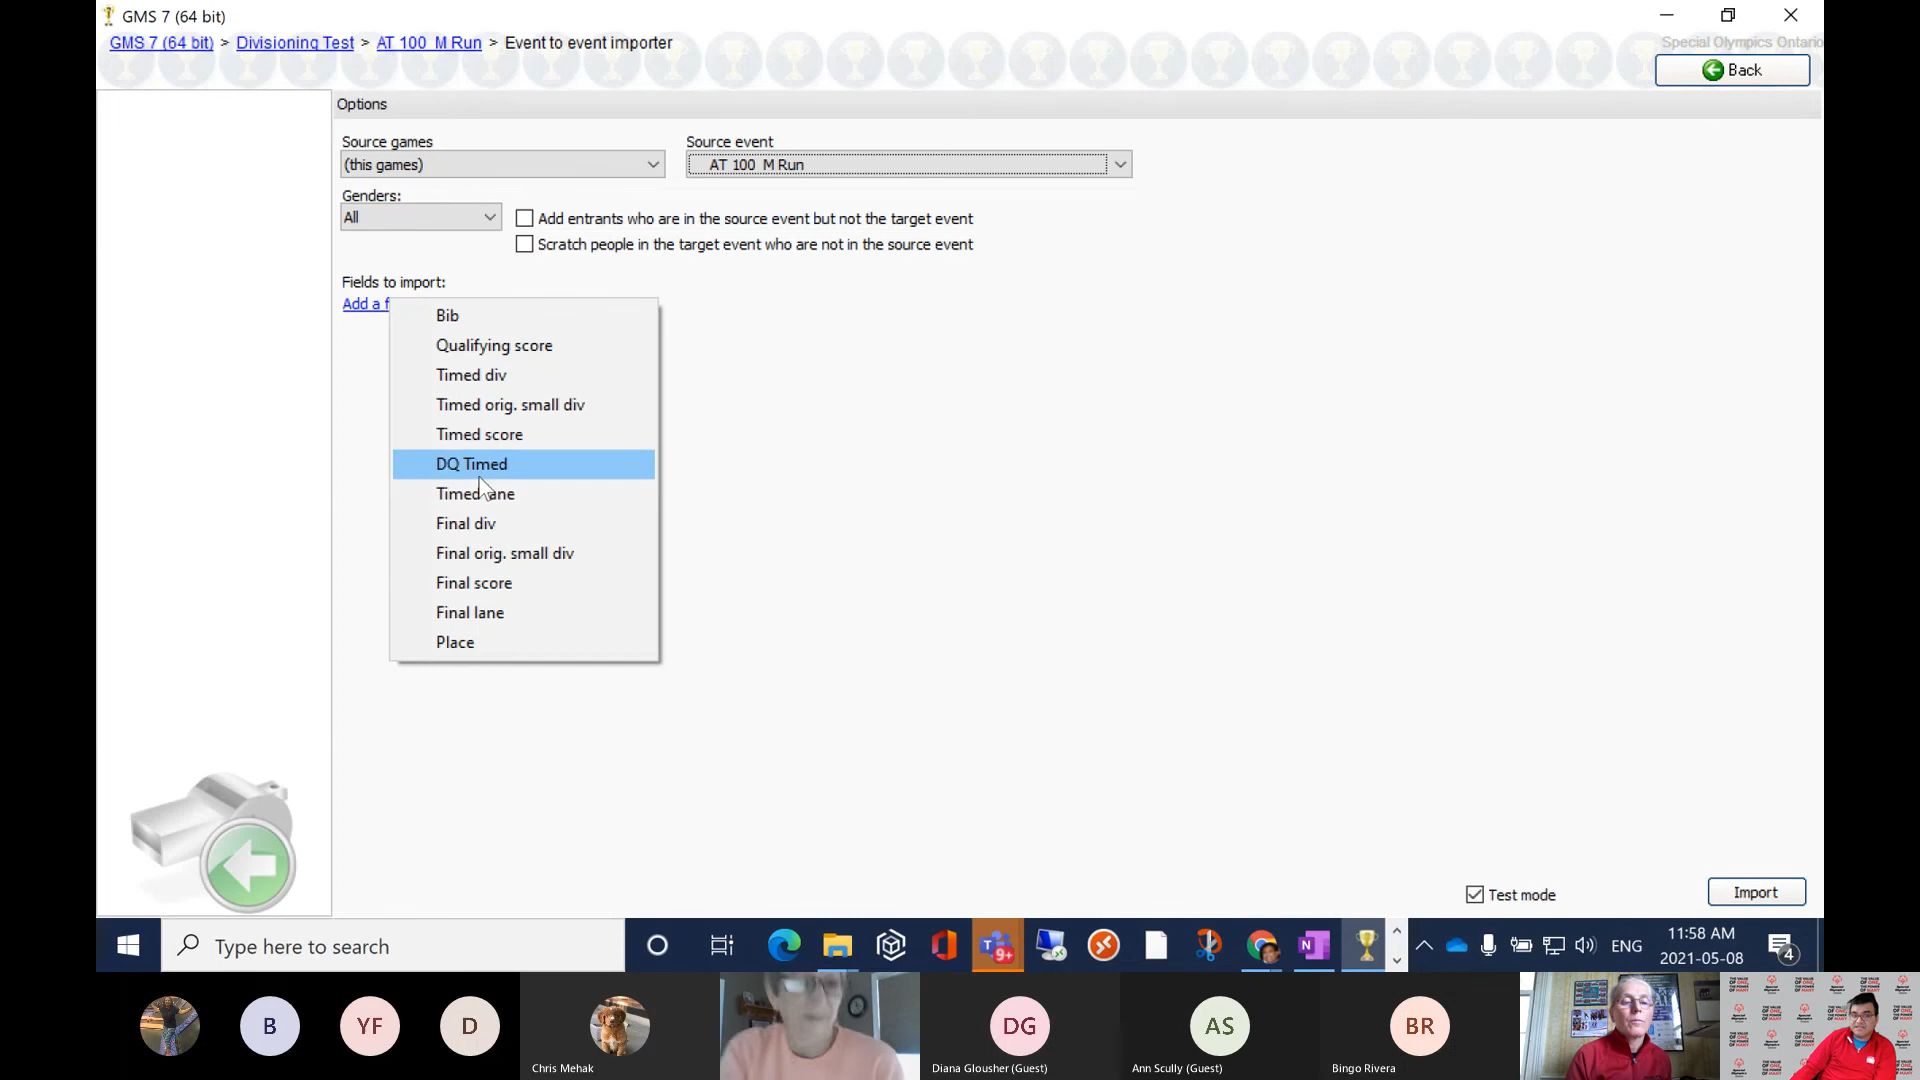 GMS 7 (64 bit)
GMS 7 (64 bit) > Divisioning Test > AT 100 M Run > Event to event importer
Special Olympics Ontario
Back
Options
Source games
Source event
(this games)
AT 100 M Run
Genders:
All
Add entrants who are in the source event but not the target event
Scratch people in the target event who are not in the source event
Fields to import:
Add a f
Bib
Qualifying score
Timed div
Timed orig. small div
Timed score
DQ Timed
Timed lane
Final div
Final orig. small div
Final score
Final lane
Place
Test mode
Import
Type here to search
9+
ENG
11:58 AM
2021-05-08
4
B
YF
D
DG
AS
BR
Chris Mehak
Diana Glousher (Guest)
Ann Scully (Guest)
Bingo Rivera